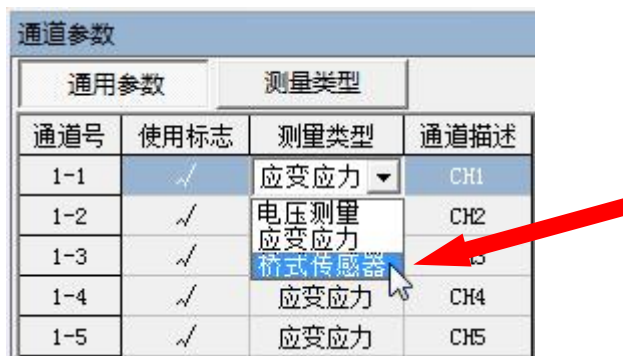 通道参数
通用参数 测量类型
通道号 使用标志 测量类型 通道描述
1-1 √ 应变应力 CH1
1-2 √ 电压测量 CH2
应变应力
1-3 √ 桥式传感器
1-4 √ 应变应力 CH4
1-5 √ 应变应力 CH5